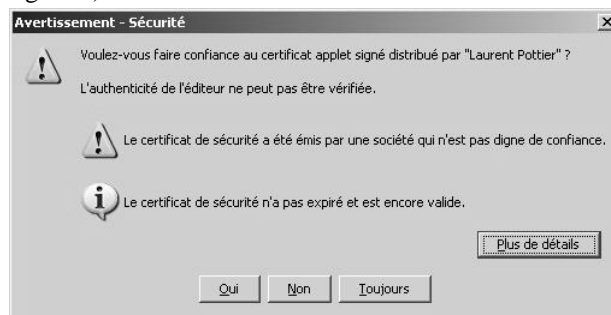 Avertissement - Sécurité
Voulez-vous faire confiance au certificat applet signé distribué par "Laurent Pottier" ?
L'authenticité de l'éditeur ne peut pas être vérifiée.
Le certificat de sécurité a été émis par une société qui n'est pas digne de confiance.
Le certificat de sécurité n'a pas expiré et est encore valide.
Plus de détails
Oui Non Toujours